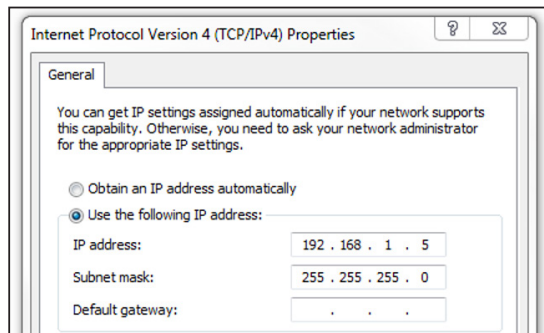 Internet Protocol Version 4 (TCP/IPv4) Properties
?
General
You can get IP settings assigned automatically if your network supports
this capability. Otherwise, you need to ask your network administrator
for the appropriate IP settings.
Obtain an IP address automatically
Use the following IP address:
IP address: 192 . 168 . 1 . 5
Subnet mask: 255 . 255 . 255 . 0
Default gateway: . . .